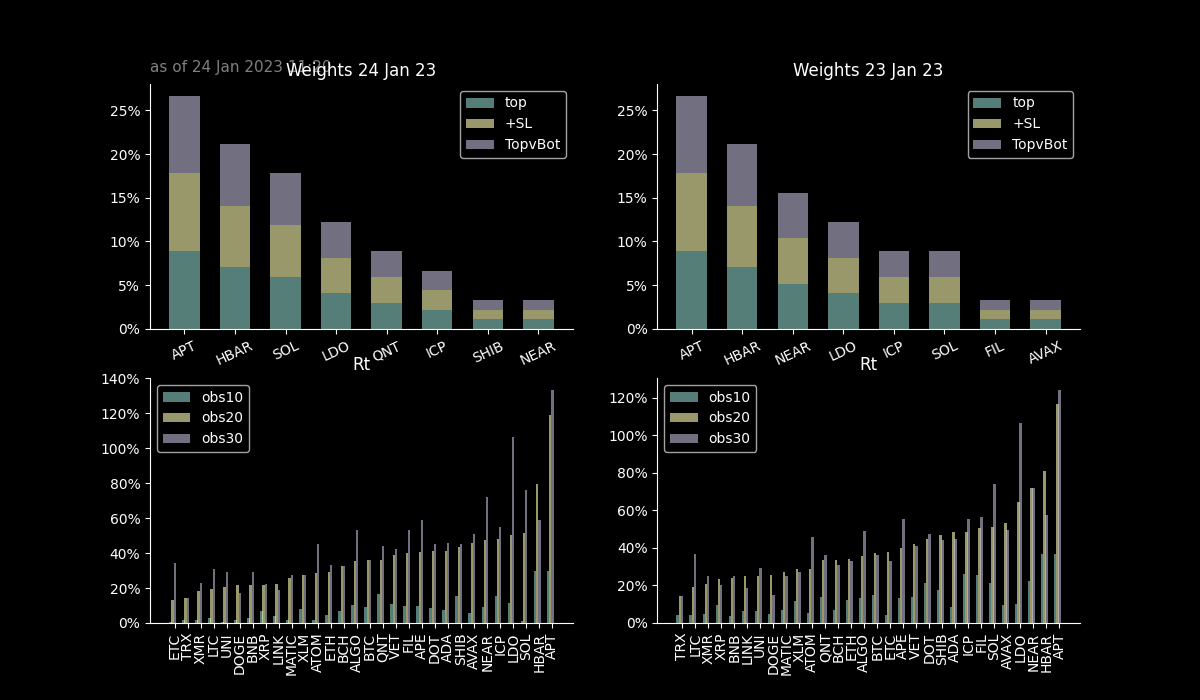 as of 24 Jan 2023 11:20
Weights 24 Jan 23
25%
20%
15%
10%
5%
0%
top
+SL
TopvBot
APT HBAR SOL LDO QNT ICP SHIB NEAR
Weights 23 Jan 23
25%
20%
15%
10%
5%
0%
top
+SL
TopvBot
APT HBAR NEAR LDO ICP SOL FIL AVAX
Rt
140%
120%
100%
80%
60%
40%
20%
0%
obs10
obs20
obs30
ETC TRX XMR LTC UNI DOGE BNB XRP LINK MATIC XLM ATOM ETH BCH ALGO BTC QNT VET FIL APE DOT ADA SHIB AVAX NEAR ICP LDO SOL HBAR APT
Rt
120%
100%
80%
60%
40%
20%
0%
obs10
obs20
obs30
TRX LTC XMR XRP BNB LINK UNI DOGE MATIC XLM ATOM QNT BCH ETH ALGO BTC ETC APE VET DOT SHIB ADA ICP FIL SOL AVAX LDO NEAR HBAR APT